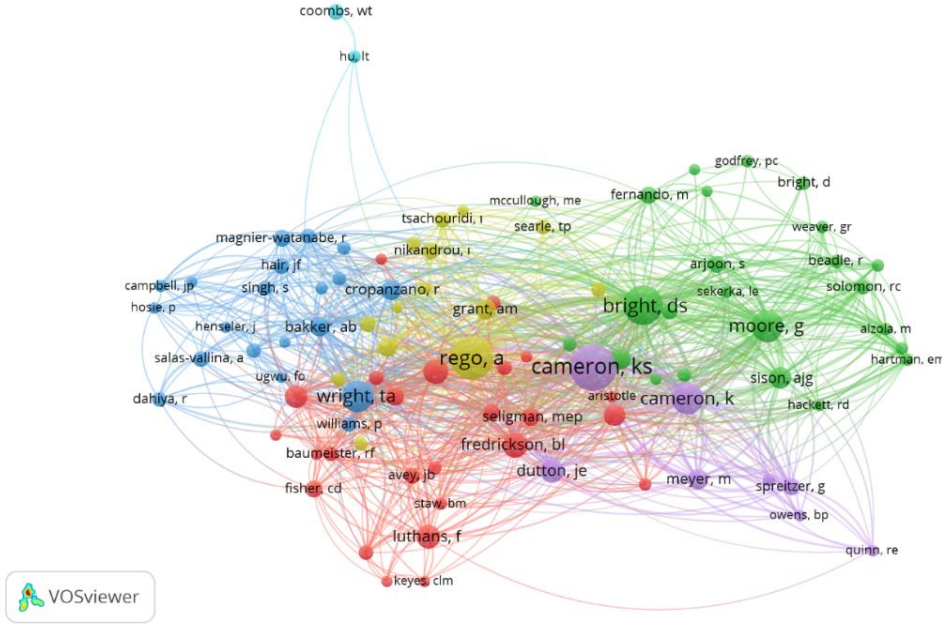 coombs, wt
hu, lt
godfrey, pc
bright, d
fernando, m
mccullough, me
tsachouridi, ı
searle, tp
weaver, gr
magnier-watanabe, r
nikandrou, ı
beadle, r
hair, jf
arjoon, s
campbell, jp
singh, s
cropanzano, r
sekerka, le
solomon, rc
hosie, p
grant, am
bright, ds
henseler, j
bakker, ab
moore, g
alzola, m
salas-vallina, a
rego, a
cameron, ks
hartman, em
ugwu, fo
sison, ajg
dahiya, r
wright, ta
aristotle
cameron, k
hackett, rd
williams, p
seligman, mep
baumeister, rf
fredrickson, bl
fisher, cd
avey, jb
dutton, je
meyer, m
spreitzer, g
staw, bm
owens, bp
luthans, f
quinn, re
keyes, clm
VOSviewer